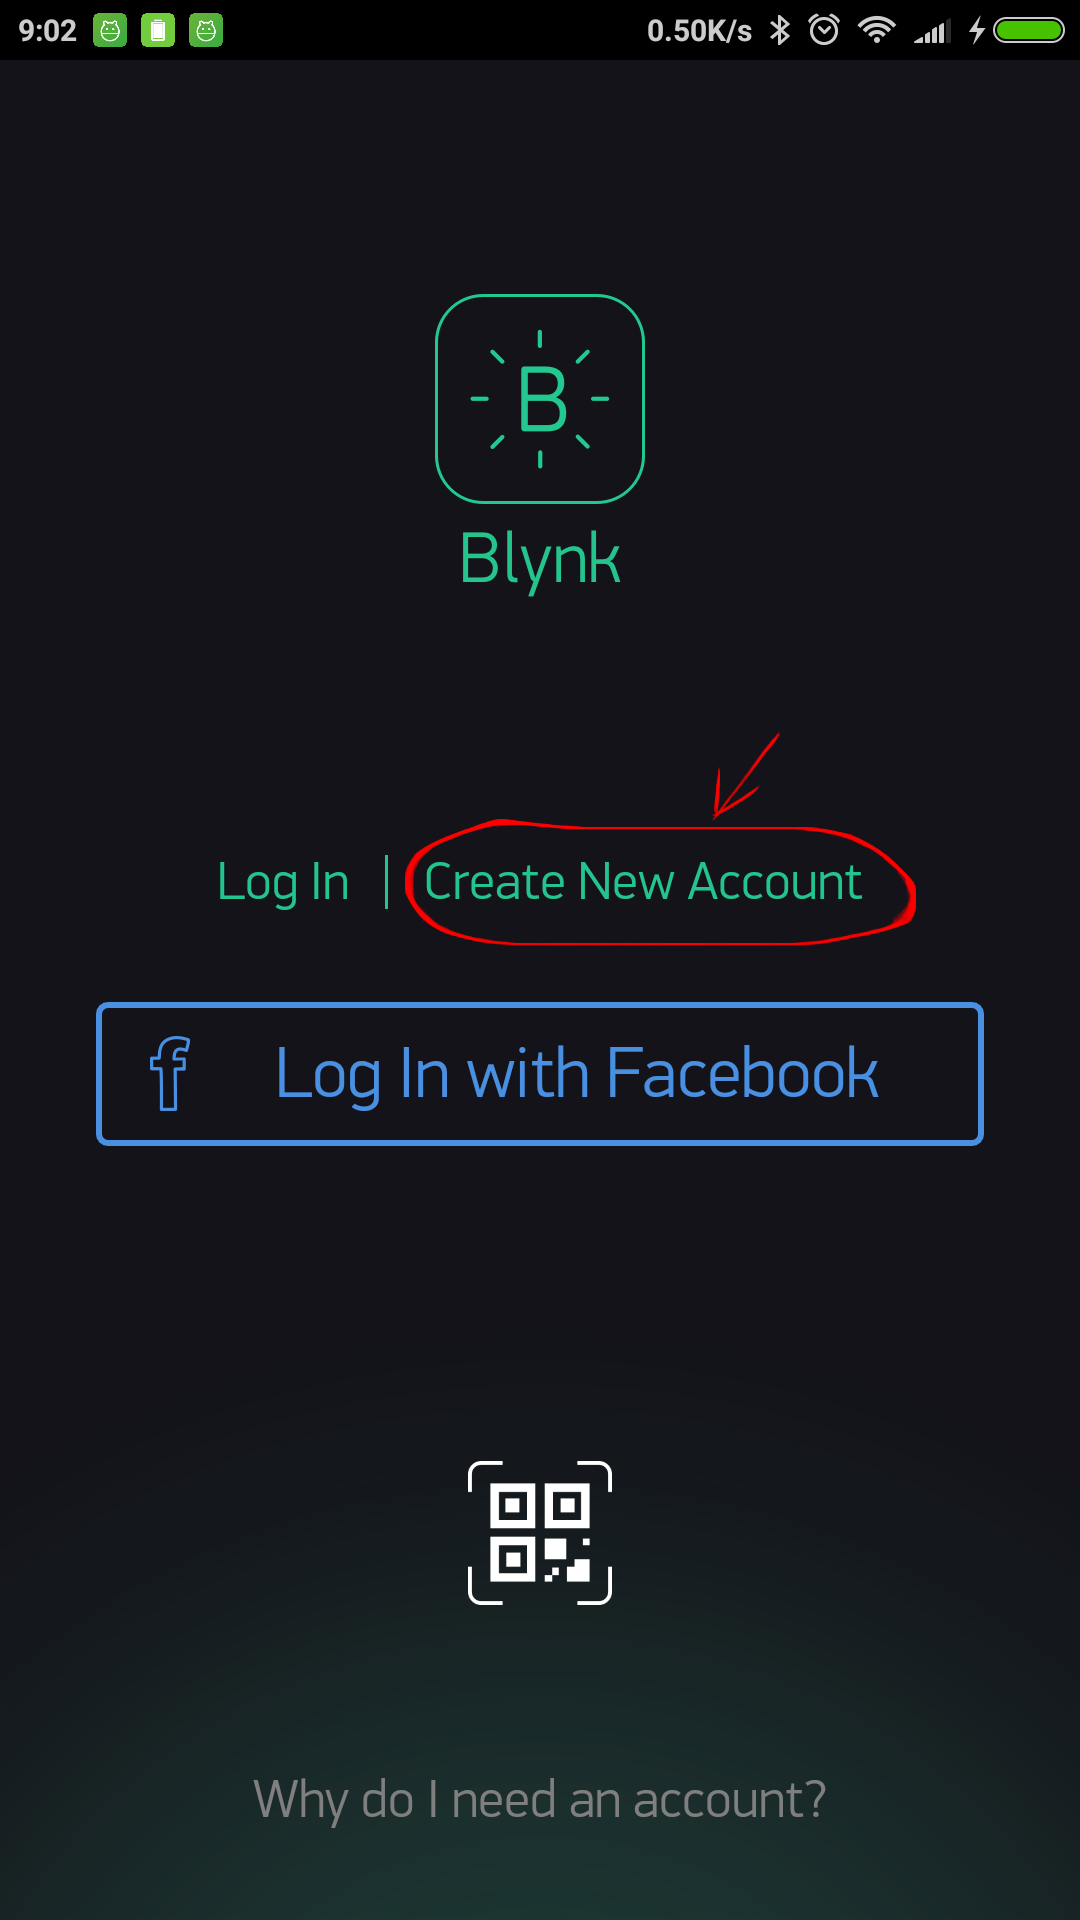 9:02 0.50K/s
B
Blynk
Log In | Create New Account
f Log In with Facebook
Why do I need an account?